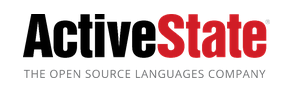 ActiveState®
THE OPEN SOURCE LANGUAGES COMPANY